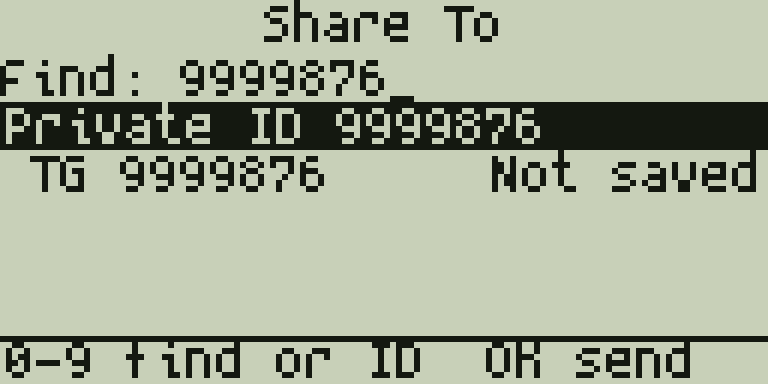 Share To
Find: 9999876_
Private ID 9999876
TG 9999876 Not saved
0-9 find or ID OK send